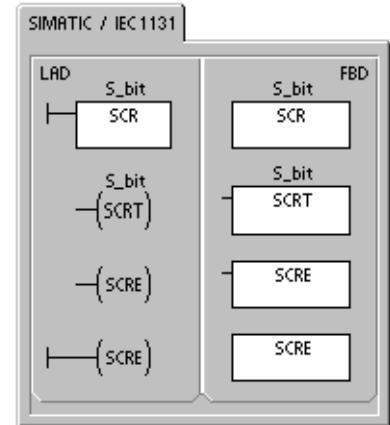 SIMATIC / IEC1131
LAD
S_bit
SCR
S_bit
SCRT
SCRE
SCRE
FBD
S_bit
SCR
S_bit
SCRT
SCRE
SCRE